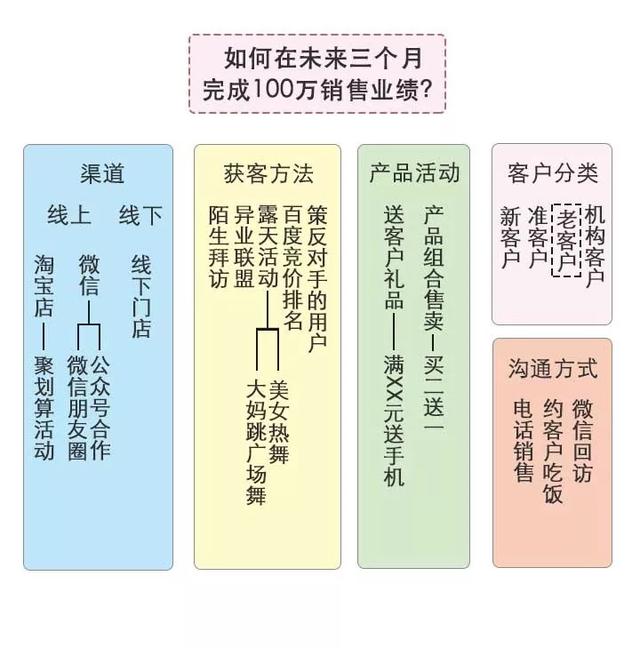 如何在未来三个月
完成100万销售业绩?
渠道
线上
线下
淘宝店
聚划算活动
微信
微信朋友圈
公众号合作
线下门店
获客方法
陌生拜访
异业联盟
露天活动
大妈跳广场舞
美女热舞
百度竞价排名
策反对手的用户
产品活动
送客户礼品
满XX元送手机
产品组合售卖
买二送一
客户分类
新客户
准客户
老客户
机构客户
沟通方式
电话销售
约客户吃饭
微信回访